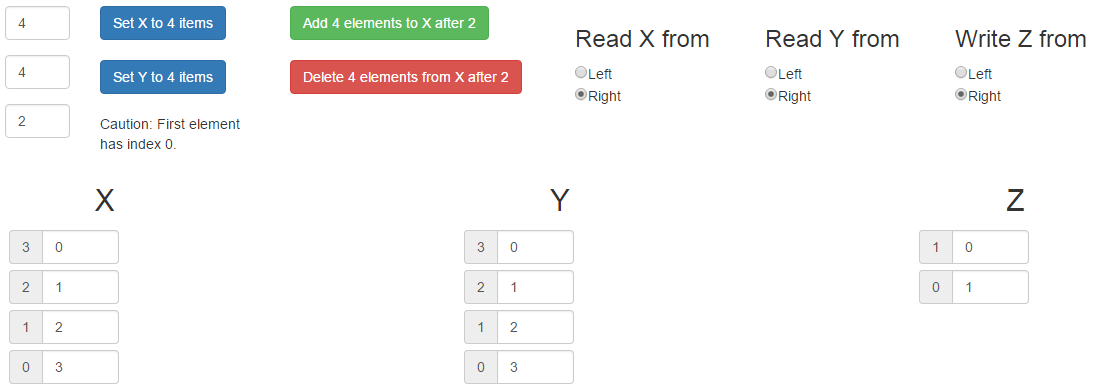 4 Set X to 4 items Add 4 elements to X after 2
4 Set Y to 4 items Delete 4 elements from X after 2
2
Caution: First element
has index 0.
Read X from
Left
Right
Read Y from
Left
Right
Write Z from
Left
Right
X
3 0
2 1
1 2
0 3
Y
3 0
2 1
1 2
0 3
Z
1 0
0 1